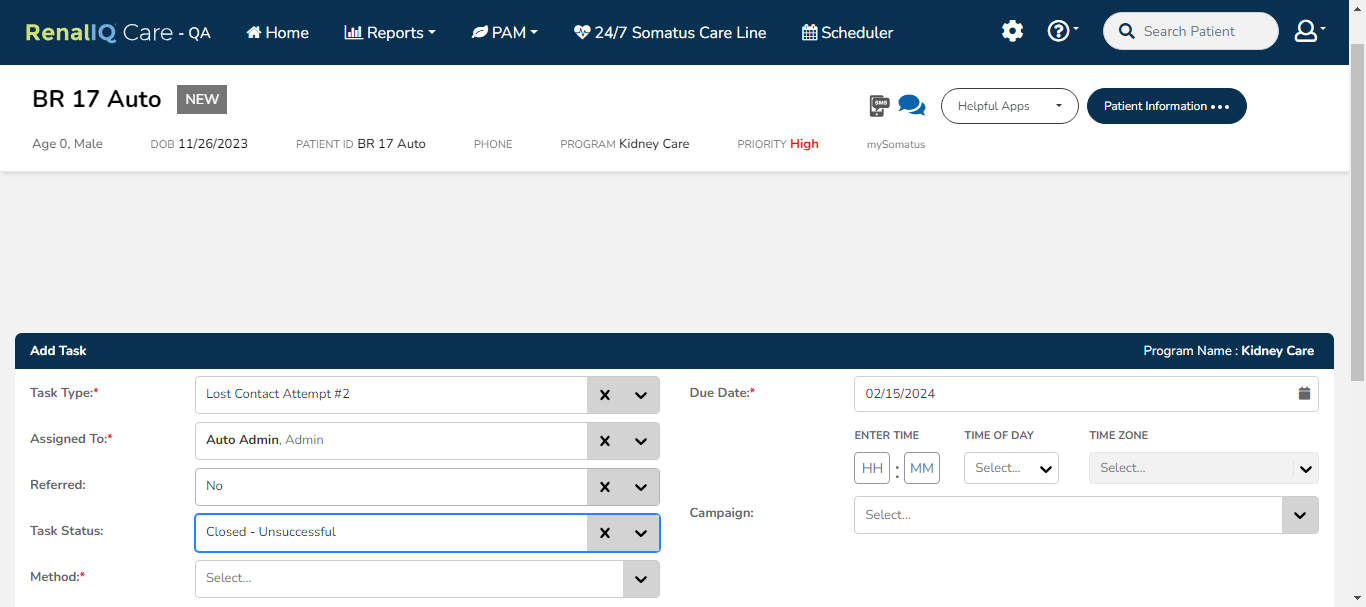 RenalIQ Care - QA Home Reports PAM 24/7 Somatus Care Line Scheduler Search Patient
BR 17 Auto NEW
SMS Helpful Apps Patient Information
Age 0, Male DOB 11/26/2023 PATIENT ID BR 17 Auto PHONE PROGRAM Kidney Care PRIORITY High mySomatus
Add Task Program Name : Kidney Care
Task Type:* Lost Contact Attempt #2 Due Date:* 02/15/2024
Assigned To:* Auto Admin, Admin ENTER TIME TIME OF DAY TIME ZONE
HH : MM Select... Select...
Referred: No
Campaign: Select...
Task Status: Closed - Unsuccessful
Method:* Select...